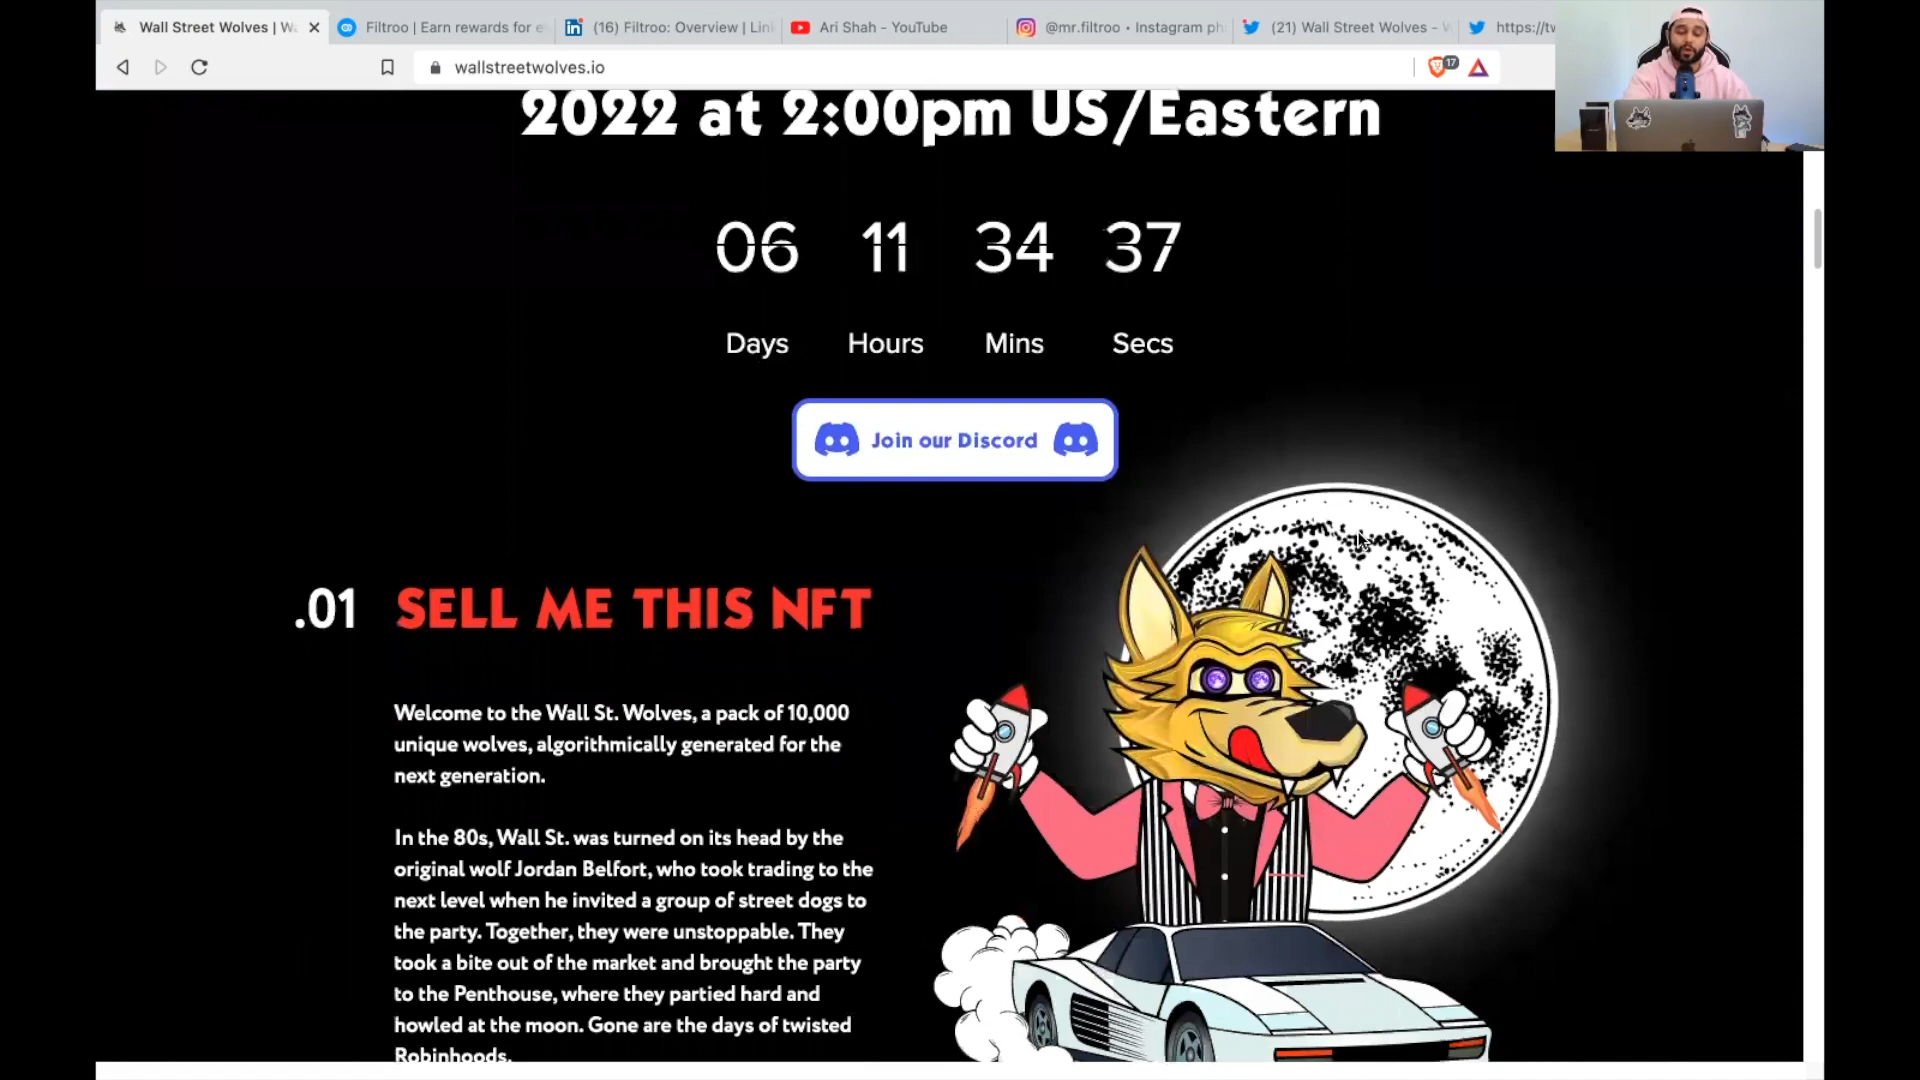 Wall Street Wolves | Wa
Filtroo | Earn rewards for e
(16) Filtroo: Overview | Lin
Ari Shah - YouTube
@mr.filtroo • Instagram ph
(21) Wall Street Wolves -
https://tw
wallstreetwolves.io
17
2022 at 2:00pm US/Eastern
06 11 34 37
Days Hours Mins Secs
Join our Discord
.01 SELL ME THIS NFT
Welcome to the Wall St. Wolves, a pack of 10,000
unique wolves, algorithmically generated for the
next generation.
In the 80s, Wall St. was turned on its head by the
original wolf Jordan Belfort, who took trading to the
next level when he invited a group of street dogs to
the party. Together, they were unstoppable. They
took a bite out of the market and brought the party
to the Penthouse, where they partied hard and
howled at the moon. Gone are the days of twisted
Robinhoods.